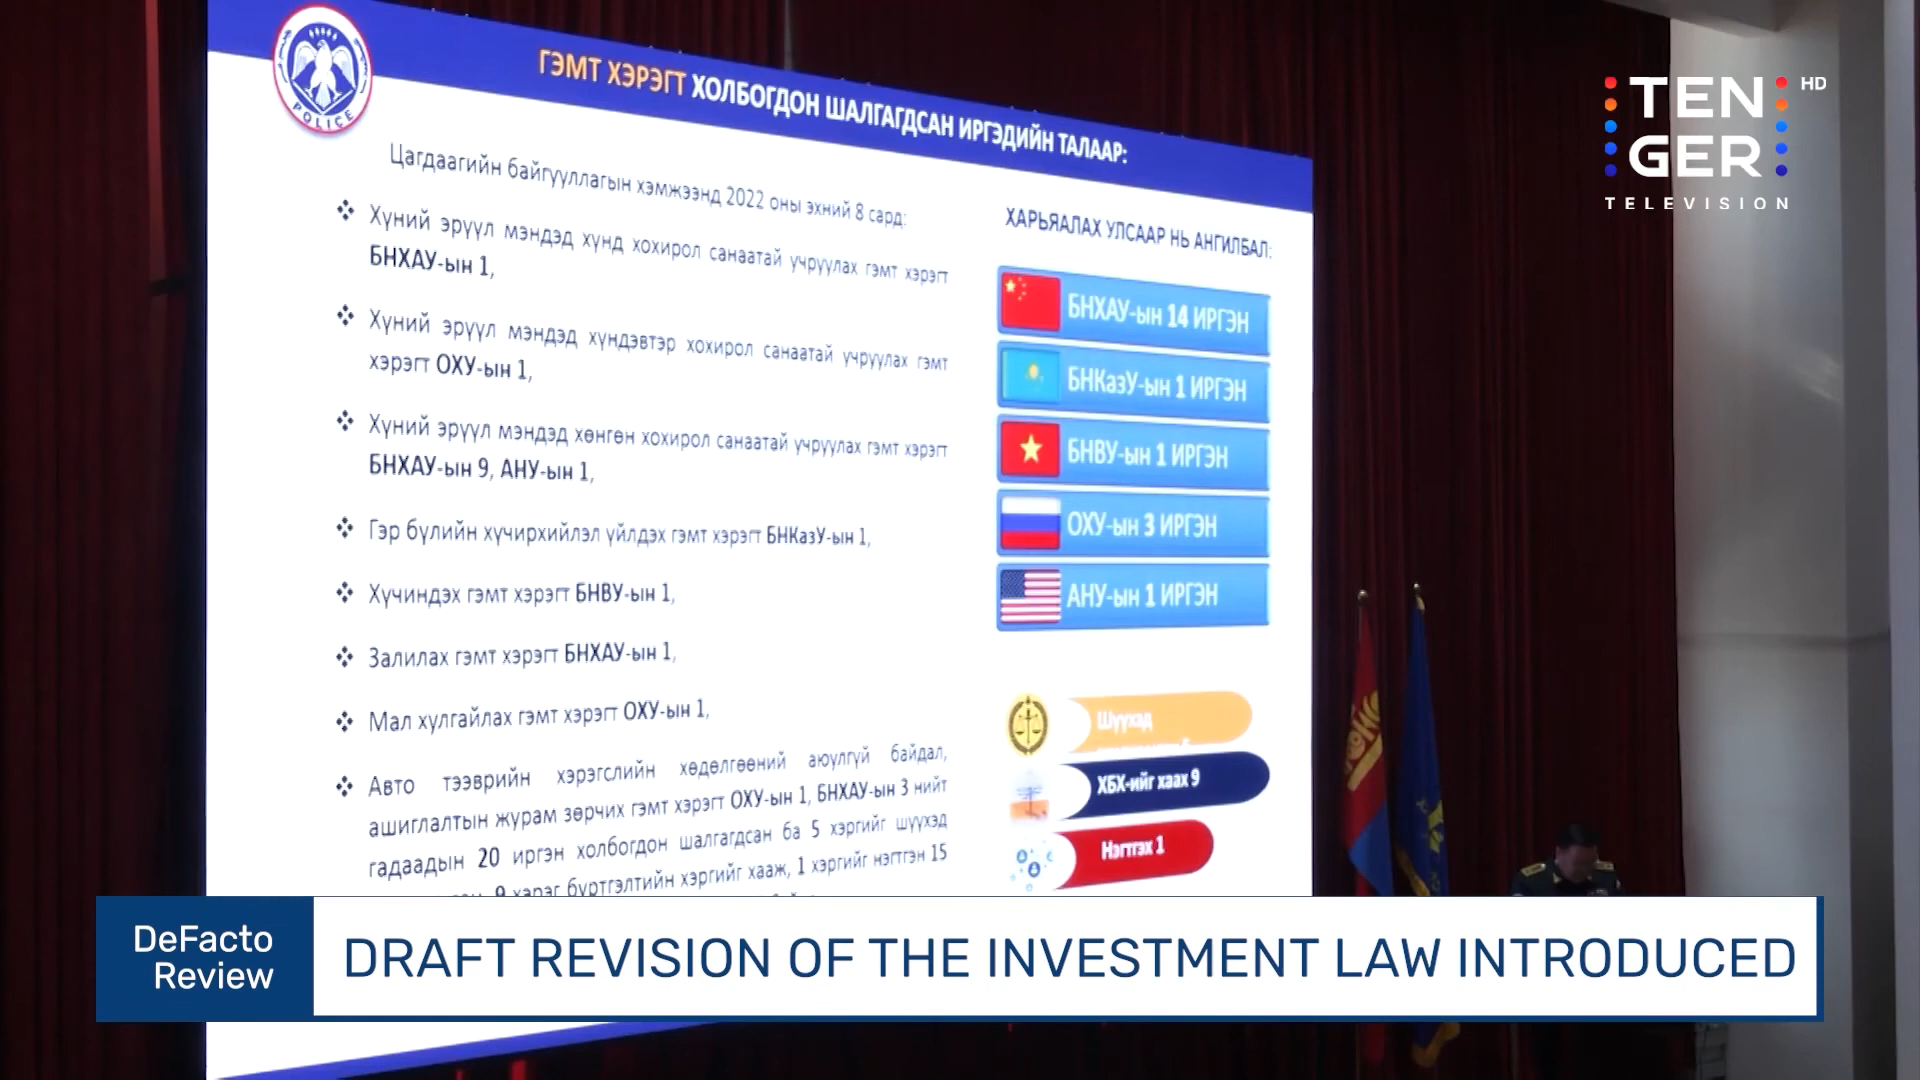 POLICE
ГЭМТ ХЭРЭГТ ХОЛБОГДОН ШАЛГАГДСАН ИРГЭДИЙН ТАЛААР:
Цагдаагийн байгууллагын хэмжээнд 2022 оны эхний 8 сард:
Хүний эрүүл мэндэд хүнд хохирол санаатай учруулах гэмт хэрэгт
БНХАУ-ын 1,
Хүний эрүүл мэндэд хүндэвтэр хохирол санаатай учруулах гэмт
хэрэгт ОХУ-ын 1,
Хүний эрүүл мэндэд хөнгөн хохирол санаатай учруулах гэмт хэрэгт
БНХАУ-ын 9, АНУ-ын 1,
Гэр бүлийн хүчирхийлэл үйлдэх гэмт хэрэгт БНКазУ-ын 1,
Хүчиндэх гэмт хэрэгт БНВУ-ын 1,
Залилах гэмт хэрэгт БНХАУ-ын 1,
Мал хулгайлах гэмт хэрэгт ОХУ-ын 1,
Авто тээврийн хэрэгслийн хөдөлгөөний аюулгүй байдал,
ашиглалтын журам зөрчих гэмт хэрэгт ОХУ-ын 1, БНХАУ-ын 3 нийт
гадаадын 20 иргэн холбогдон шалгагдсан ба 5 хэргийг шүүхэд
9 хэрэг бүртгэлтийн хэргийг хааж, 1 хэргийг нэгтгэн 15
ХАРЬЯАЛАХ УЛСААР НЬ АНГИЛБАЛ:
БНХАУ-ын 14 ИРГЭН
БНКазУ-ын 1 ИРГЭН
БНВУ-ын 1 ИРГЭН
ОХУ-ын 3 ИРГЭН
АНУ-ын 1 ИРГЭН
Шүүхэд
ХБХ-ийг хаах 9
Нэгтгэх 1
TEN HD
GER
TELEVISION
DeFacto
Review
DRAFT REVISION OF THE INVESTMENT LAW INTRODUCED